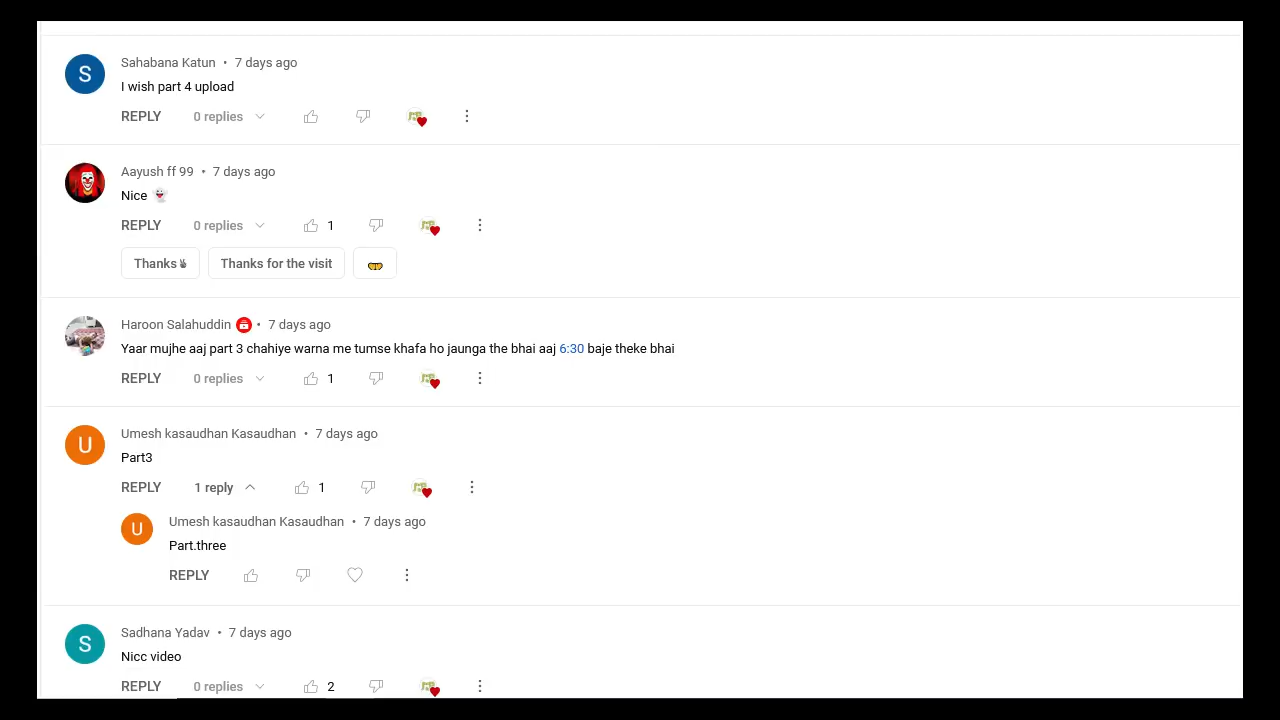 Sahabana Katun • 7 days ago
I wish part 4 upload
REPLY 0 replies
Aayush ff 99 • 7 days ago
Nice 👻
REPLY 0 replies 1
Thanks✌ Thanks for the visit
Haroon Salahuddin • 7 days ago
Yaar mujhe aaj part 3 chahiye warna me tumse khafa ho jaunga the bhai aaj 6:30 baje theke bhai
REPLY 0 replies 1
Umesh kasaudhan Kasaudhan • 7 days ago
Part3
REPLY 1 reply 1
Umesh kasaudhan Kasaudhan • 7 days ago
Part.three
REPLY
Sadhana Yadav • 7 days ago
Nicc video
REPLY 0 replies 2
S
S
U
U